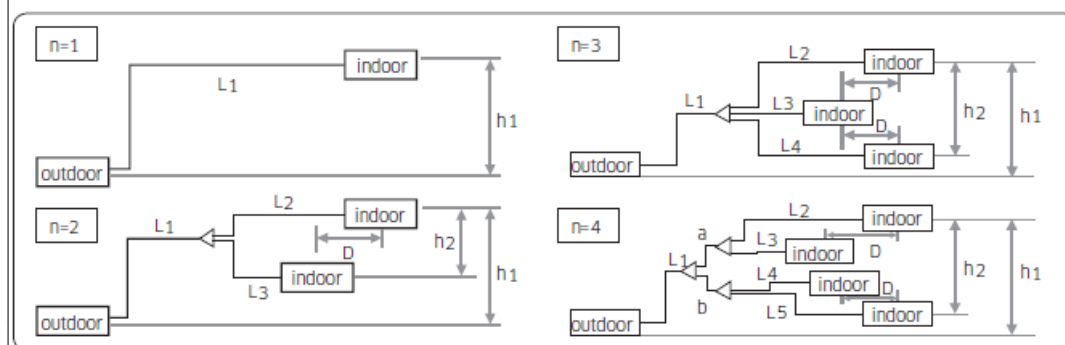 n=1
indoor
L1
h1
outdoor
n=2
L2
indoor
L1
D
h2
h1
L3
indoor
outdoor
n=3
L2
indoor
D
L1
L3
indoor
h2
h1
D
L4
indoor
outdoor
n=4
L2
indoor
a
L3
indoor
D
L1
h2
h1
L4
indoor
D
b
L5
indoor
outdoor